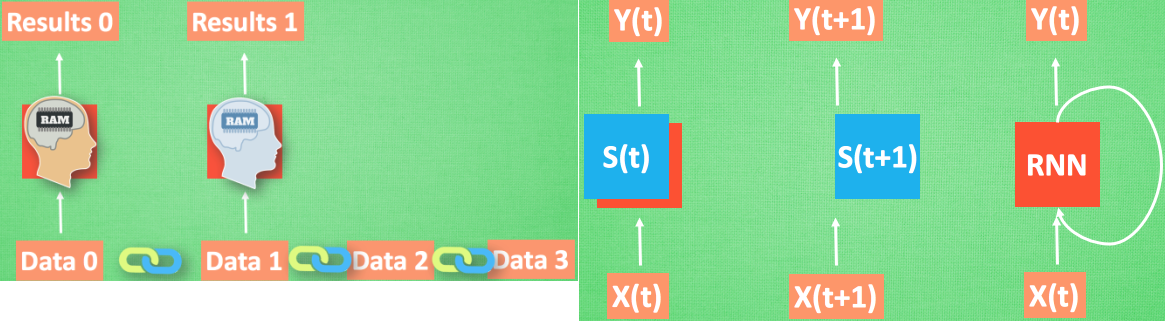 Results 0
Results 1
RAM
RAM
Data 0
Data 1
Data 2
Data 3
Y(t)
Y(t+1)
Y(t)
S(t)
S(t+1)
RNN
X(t)
X(t+1)
X(t)